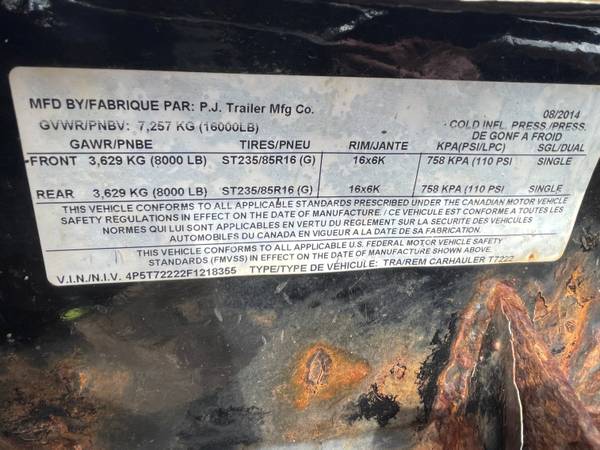 MFD BY/FABRIQUE PAR: P.J. Trailer Mfg Co. 08/2014
GVWR/PNBV: 7,257 KG (16000LB) COLD INFL. PRESS/PRESS.
DE GONF A FROID
GAWR/PNBE TIRES/PNEU RIM/JANTE KPA(PSI/LPC) SGL/DUAL
FRONT 3,629 KG (8000 LB) ST235/85R16 (G) 16x6K 758 KPA (110 PSI SINGLE
REAR 3,629 KG (8000 LB) ST235/85R16 (G) 16x6K 758 KPA (110 PSI SINGLE
THIS VEHICLE CONFORMS TO ALL APPLICABLE STANDARDS PRESCRIBED UNDER THE CANADIAN MOTOR VEHICLE
SAFETY REGULATIONS IN EFFECT ON THE DATE OF MANUFACTURE. / CE VEHICULE EST CONFORME A TOUTES LES
NORMES QUI LUI SONT APPLICABLES EN VERTU DU REGLEMENT SUR LA SECURITE DES VEHICULES
AUTOMOBILES DU CANADA EN VIGUEUR A LA DATE DE SA FABRICATION.
THIS VEHICLE CONFORMS TO ALL APPLICABLE U.S. FEDERAL MOTOR VEHICLE SAFETY
STANDARDS (FMVSS) IN EFFECT ON THE DATE OF MANUFACTURE SHOWN ABOVE.
V.I.N./N.I.V. 4P5T72222F1218355 TYPE/TYPE DE VÉHICULE: TRA/REM CARHAULER T7222